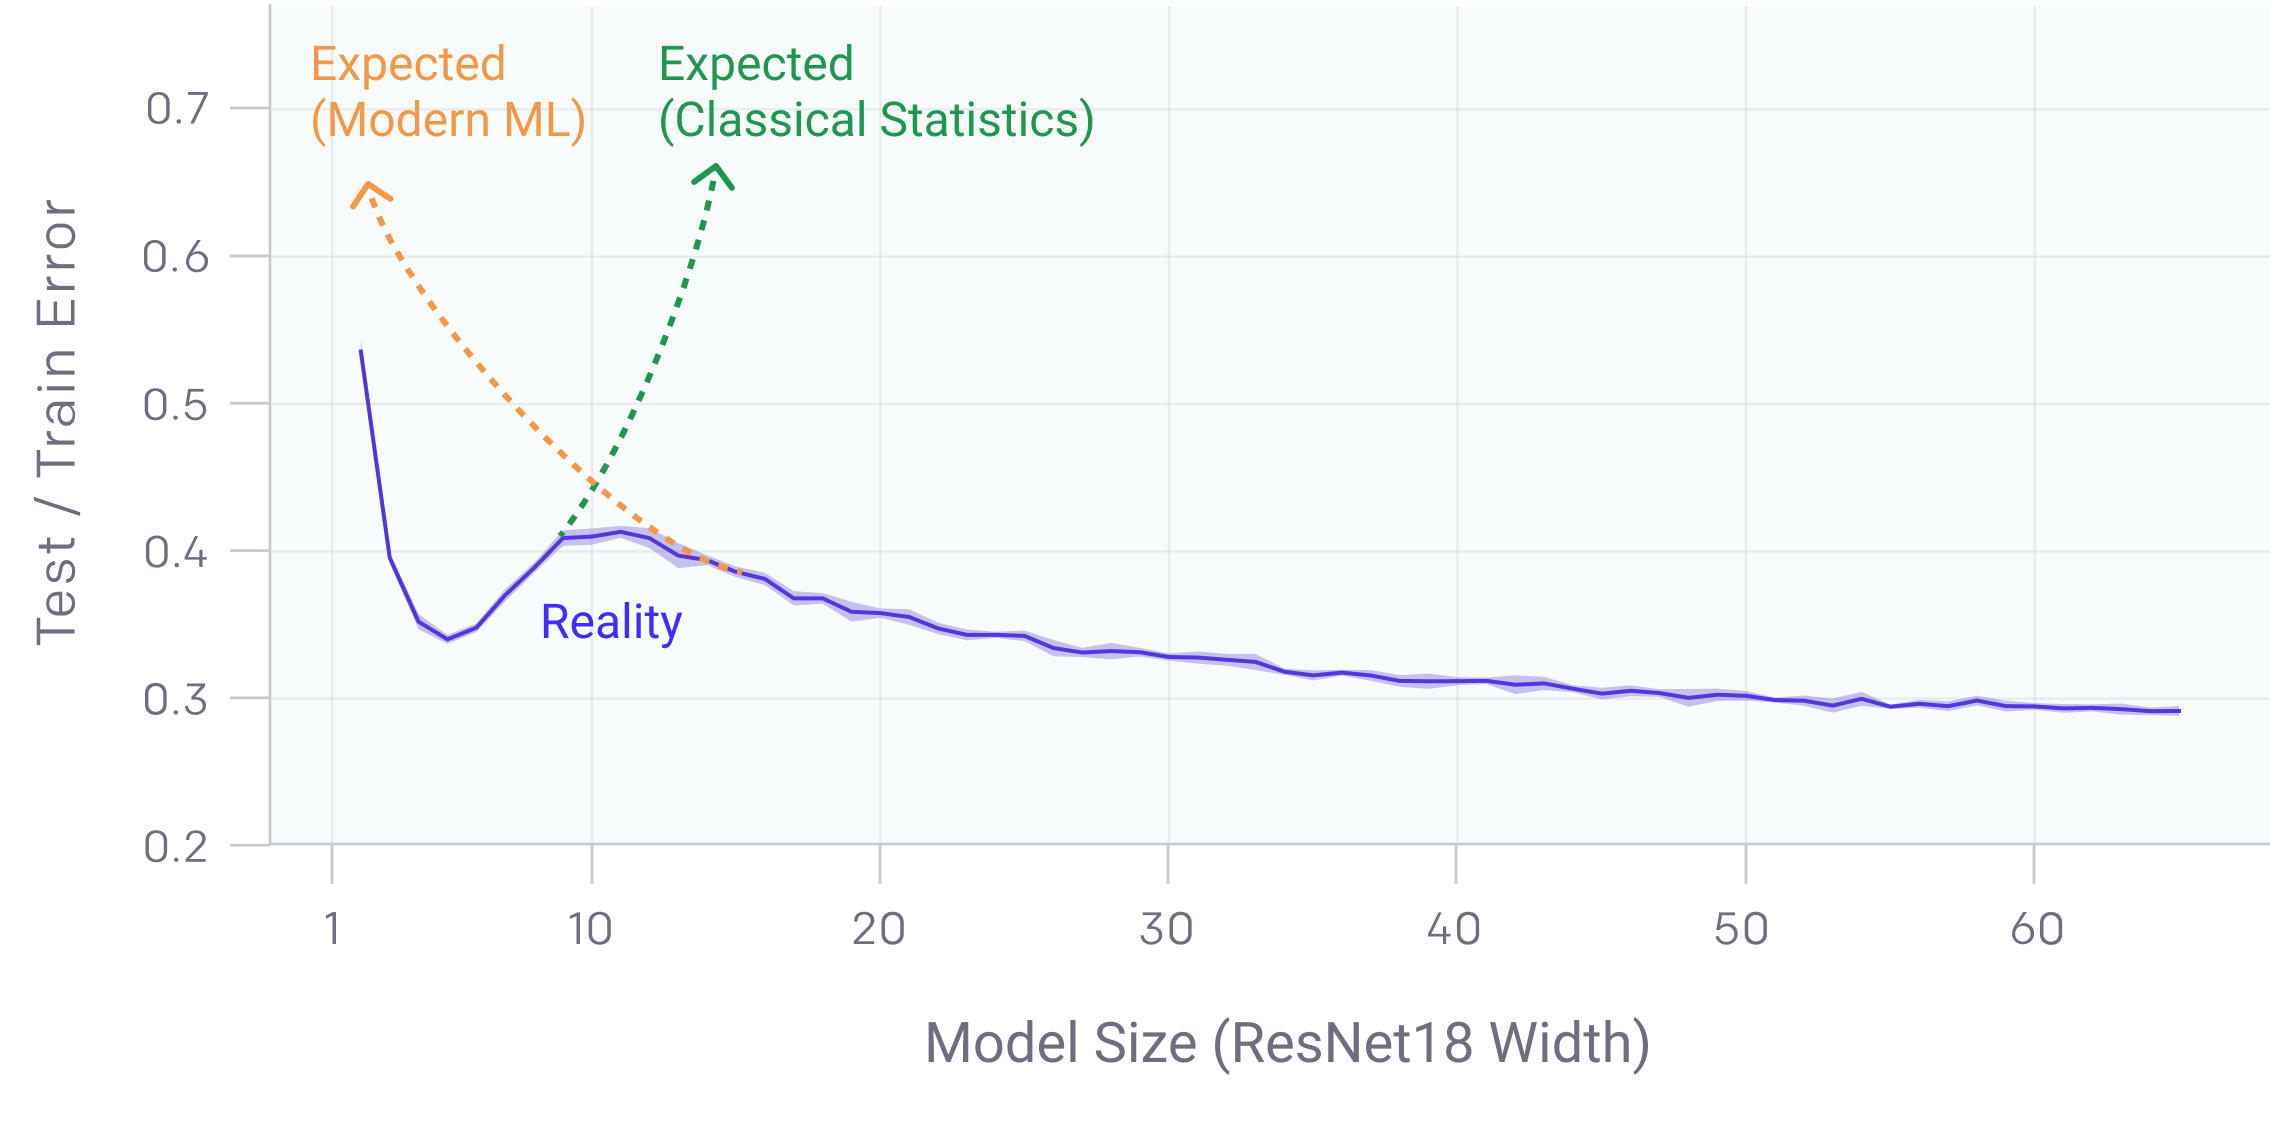 Expected
(Modern ML)
Expected
(Classical Statistics)
Reality
Test / Train Error
0.7
0.6
0.5
0.4
0.3
0.2
1
10
20
30
40
50
60
Model Size (ResNet18 Width)